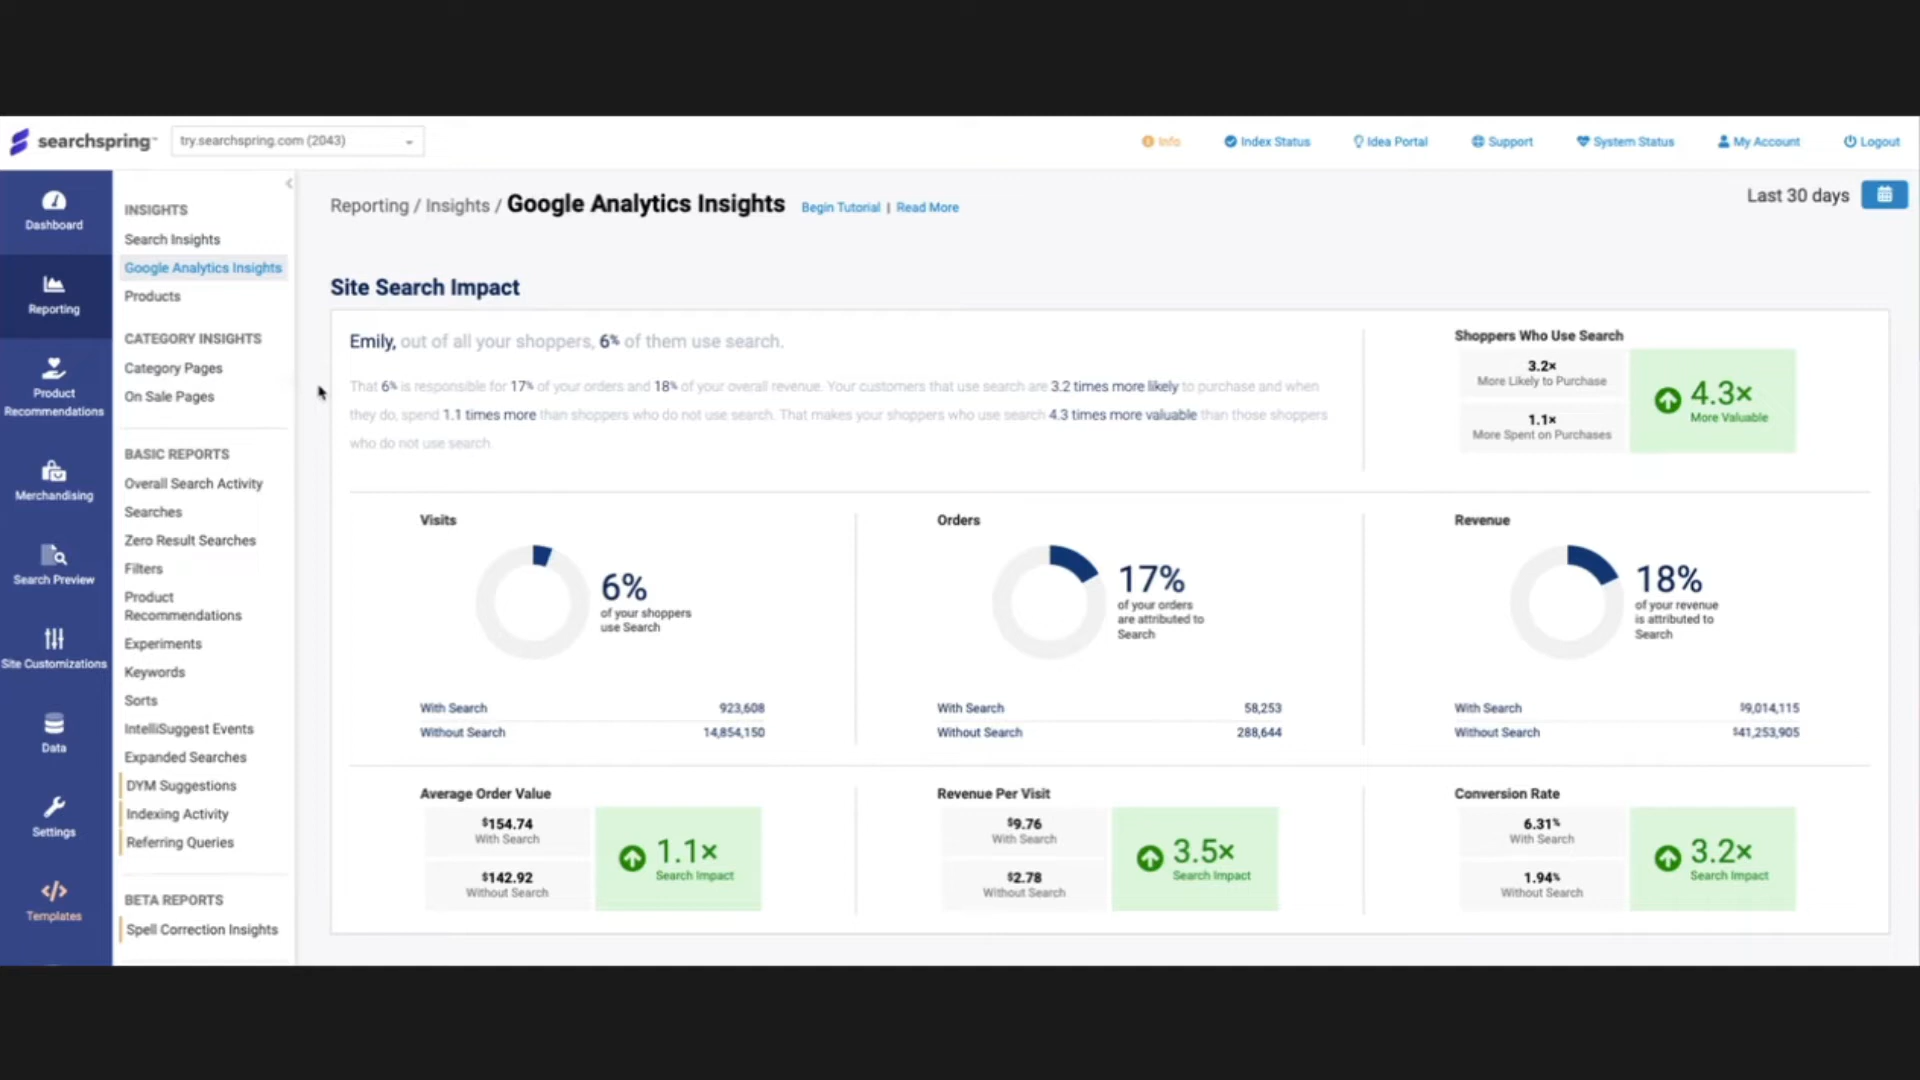 searchspring™
try.searchspring.com (2043)
Info
Index Status
Idea Portal
Support
System Status
My Account
Logout
Dashboard
Reporting
Product
Recommendations
Merchandising
Search Preview
Site Customizations
Data
Settings
Templates
INSIGHTS
Search Insights
Google Analytics Insights
Products
CATEGORY INSIGHTS
Category Pages
On Sale Pages
BASIC REPORTS
Overall Search Activity
Searches
Zero Result Searches
Filters
Product
Recommendations
Experiments
Keywords
Sorts
IntelliSuggest Events
Expanded Searches
DYM Suggestions
Indexing Activity
Referring Queries
BETA REPORTS
Spell Correction Insights
Reporting / Insights / Google Analytics Insights Begin Tutorial | Read More
Last 30 days
Site Search Impact
Emily, out of all your shoppers, 6% of them use search.
That 6% is responsible for 17% of your orders and 18% of your overall revenue. Your customers that use search are 3.2 times more likely to purchase and when
they do, spend 1.1 times more than shoppers who do not use search. That makes your shoppers who use search 4.3 times more valuable than those shoppers
who do not use search.
Shoppers Who Use Search
3.2×
More Likely to Purchase
1.1×
More Spent on Purchases
4.3×
More Valuable
Visits
6%
of your shoppers
use Search
With Search 923,608
Without Search 14,854,150
Orders
17%
of your orders
are attributed to
Search
With Search 58,253
Without Search 288,644
Revenue
18%
of your revenue
is attributed to
Search
With Search $9,014,115
Without Search $41,253,905
Average Order Value
$154.74
With Search
$142.92
Without Search
1.1×
Search Impact
Revenue Per Visit
$9.76
With Search
$2.78
Without Search
3.5×
Search Impact
Conversion Rate
6.31%
With Search
1.94%
Without Search
3.2×
Search Impact